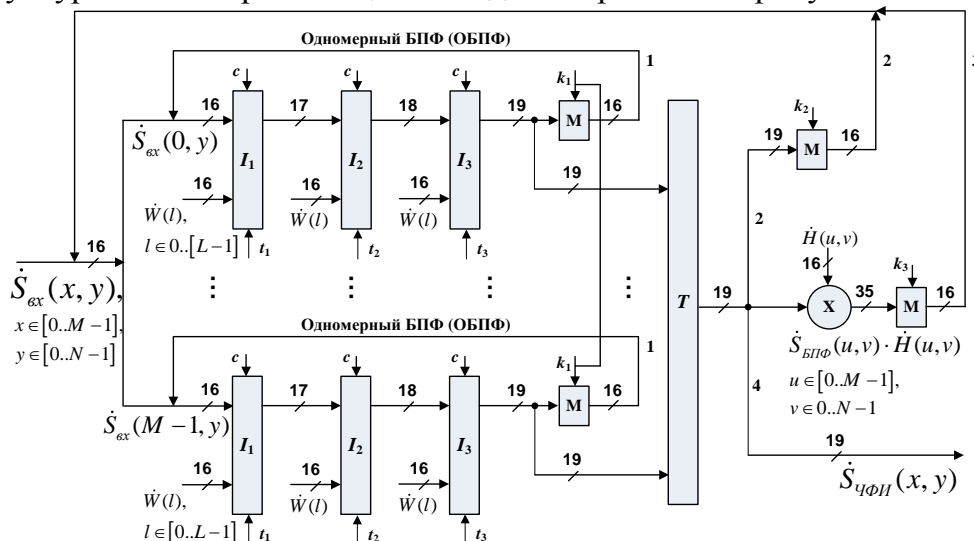 Одномерный БПФ (ОБПФ)
1
2
3
c
c
c
k₁
k₂
k₃
16
17
18
19
16
19
16
Ṡвх(0, y)
I₁
I₂
I₃
M
M
16
16
16
19
Ẇ(l),
l ∈ 0..[L−1]
Ẇ(l)
Ẇ(l)
t₁
t₂
t₃
2
Ḣ(u,v)
16
16
Ṡвх(x, y),
x ∈ [0..M −1],
y ∈ [0..N −1]
⋮
⋮
⋮
⋮
T
19
X
35
M
16
Одномерный БПФ (ОБПФ)
1
ṠБПФ(u,v) · Ḣ(u,v)
u ∈ [0..M −1],
v ∈ 0..N −1
4
c
c
c
k₁
16
17
18
19
16
Ṡвх(M −1, y)
I₁
I₂
I₃
M
19
19
ṠЧФИ(x, y)
16
16
16
Ẇ(l),
l ∈ [0..L−1]
Ẇ(l)
Ẇ(l)
t₁
t₂
t₃